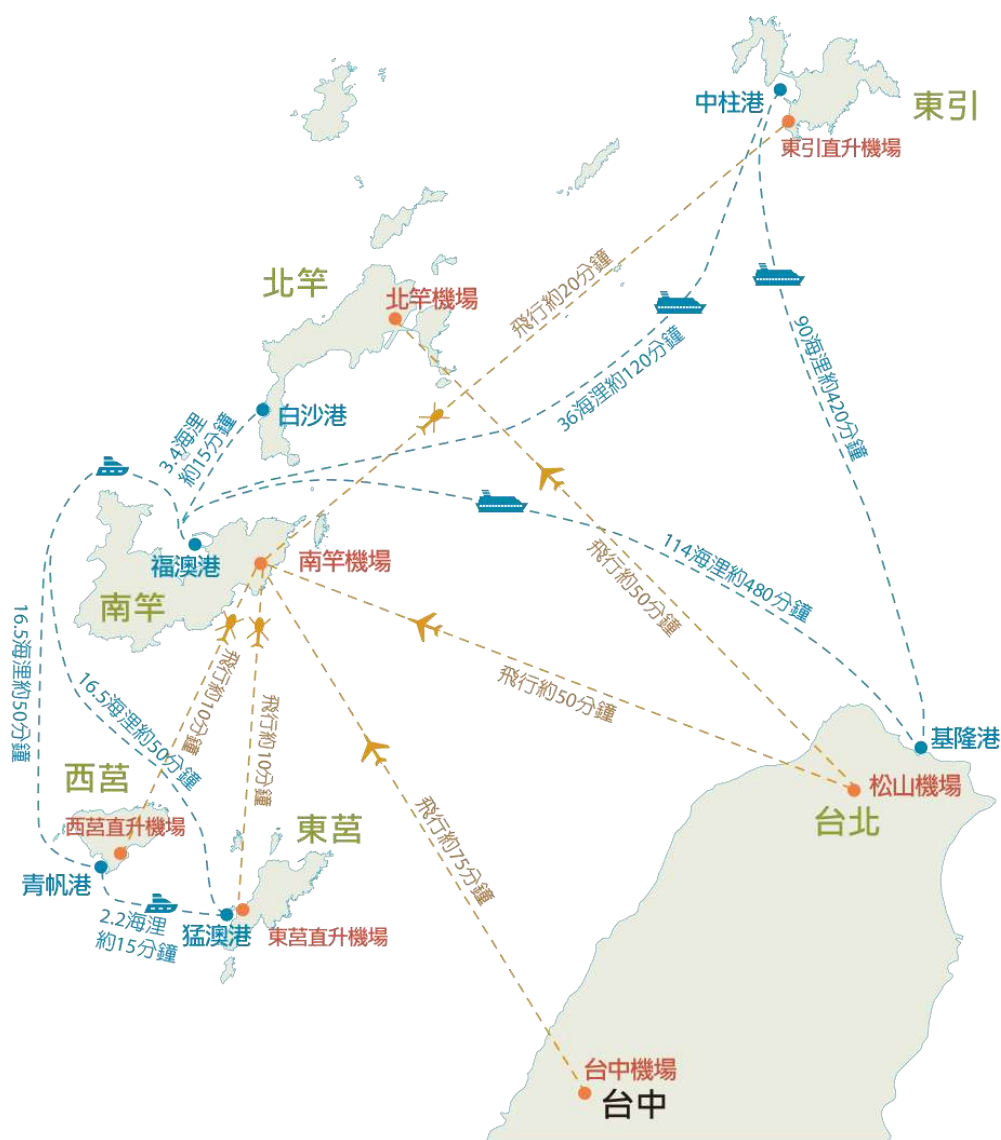 中柱港
東引
東引直升機場
飛行約20分鐘
北竿
北竿機場
36海浬約120分鐘
90海浬約420分鐘
白沙港
3.4海浬
約15分鐘
福澳港
南竿機場
南竿
114海浬約480分鐘
飛行約50分鐘
飛行約50分鐘
16.5海浬約50分鐘
16.5海浬約50分鐘
飛行約10分鐘
飛行約10分鐘
基隆港
松山機場
台北
西莒
西莒直升機場
東莒
飛行約75分鐘
青帆港
2.2海浬
約15分鐘
猛澳港
東莒直升機場
台中機場
台中